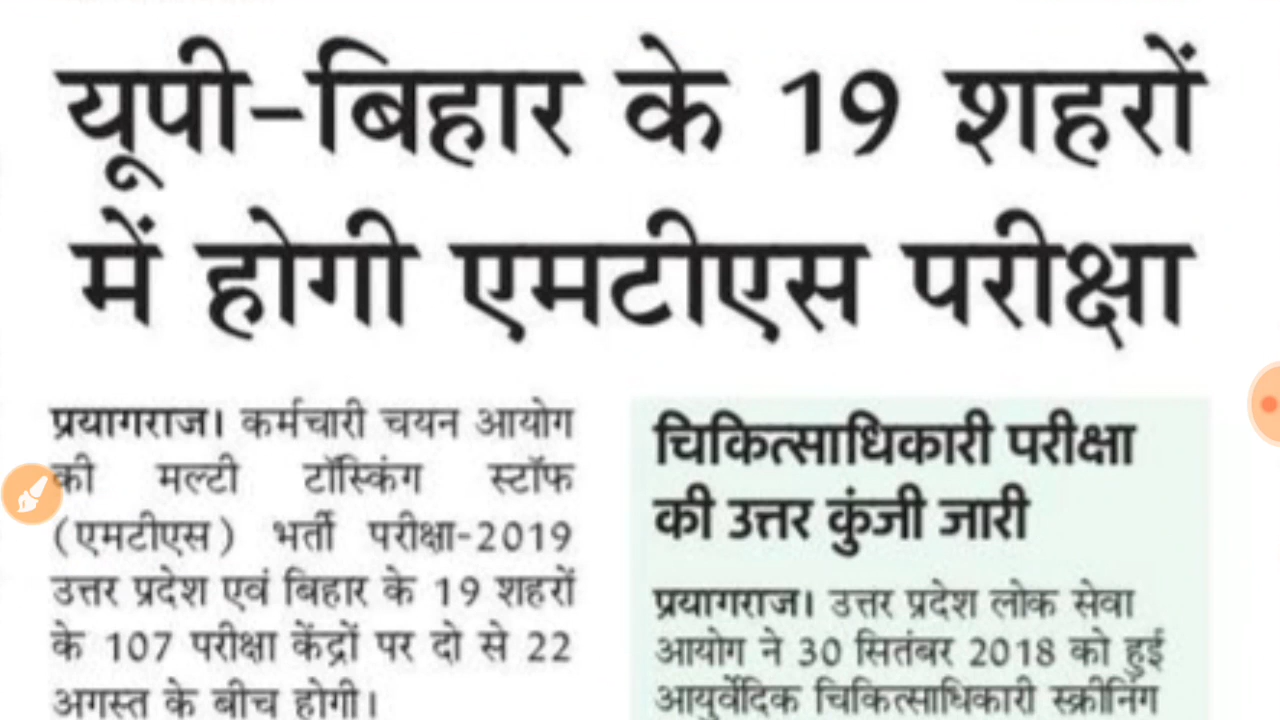 यूपी-बिहार के 19 शहरों
में होगी एमटीएस परीक्षा
प्रयागराज। कर्मचारी चयन आयोग
की मल्टी टॉस्किंग स्टॉफ
(एमटीएस) भर्ती परीक्षा-2019
उत्तर प्रदेश एवं बिहार के 19 शहरों
के 107 परीक्षा केंद्रों पर दो से 22
अगस्त के बीच होगी।
चिकित्साधिकारी परीक्षा
की उत्तर कुंजी जारी
प्रयागराज। उत्तर प्रदेश लोक सेवा
आयोग ने 30 सितंबर 2018 को हुई
आयुर्वेदिक चिकित्साधिकारी स्क्रीनिंग